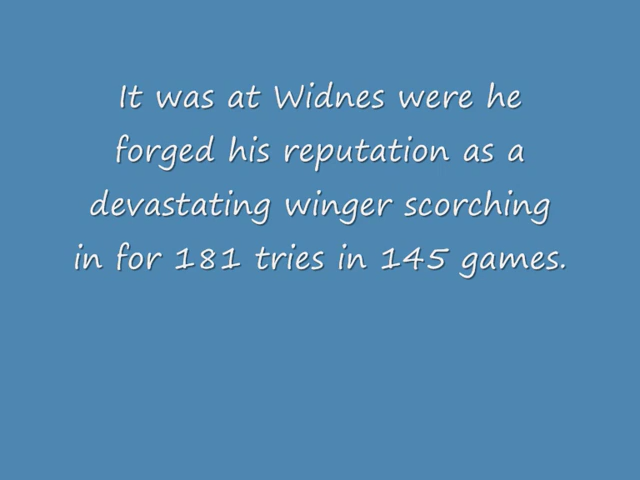 It was at Widnes were he
forged his reputation as a
devastating winger scorching
in for 181 tries in 145 games.